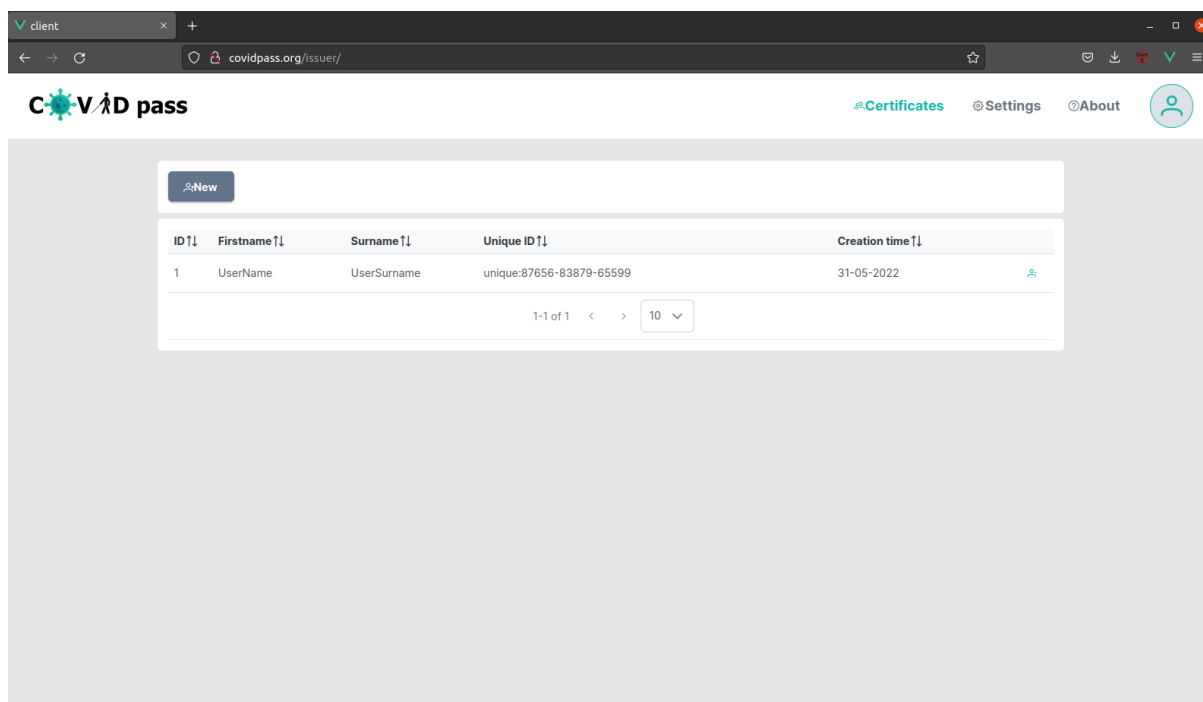 client
covidpass.org/issuer/
COVID pass
Certificates
Settings
About
New
ID Firstname Surname Unique ID Creation time
1 UserName UserSurname unique:87656-83879-65599 31-05-2022
1-1 of 1 < > 10